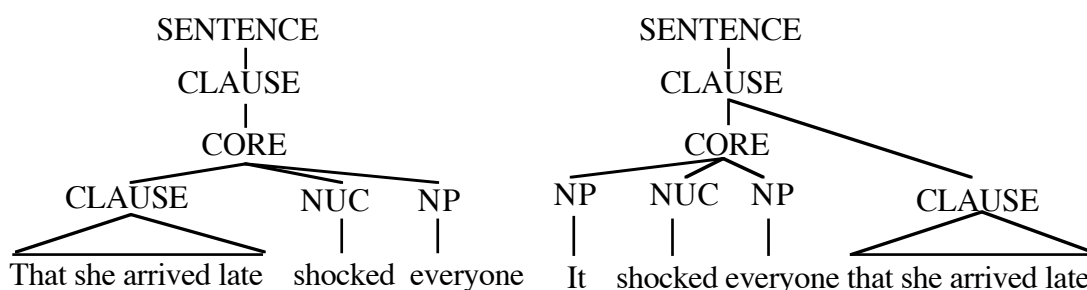 SENTENCE SENTENCE
CLAUSE CLAUSE
CORE CORE
CLAUSE NUC NP NP NUC NP CLAUSE
That she arrived late shocked everyone It shocked everyone that she arrived late